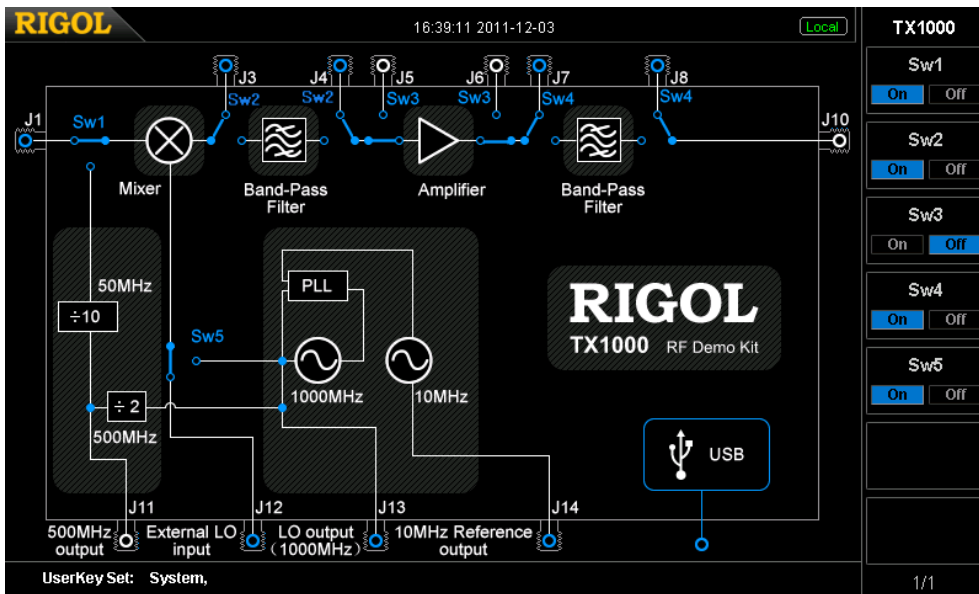 RIGOL
16:39:11 2011-12-03
Local
TX1000
J1
J3
J4
J5
J6
J7
J8
J10
Sw1
Sw2
Sw2
Sw3
Sw3
Sw4
Sw4
Mixer
Band-Pass
Filter
Amplifier
Band-Pass
Filter
50MHz
÷10
Sw5
÷ 2
500MHz
PLL
1000MHz
10MHz
RIGOL
TX1000 RF Demo Kit
USB
J11
J12
J13
J14
500MHz
output
External LO
input
LO output
(1000MHz)
10MHz Reference
output
UserKey Set: System,
Sw1
On Off
Sw2
On Off
Sw3
On Off
Sw4
On Off
Sw5
On Off
1/1